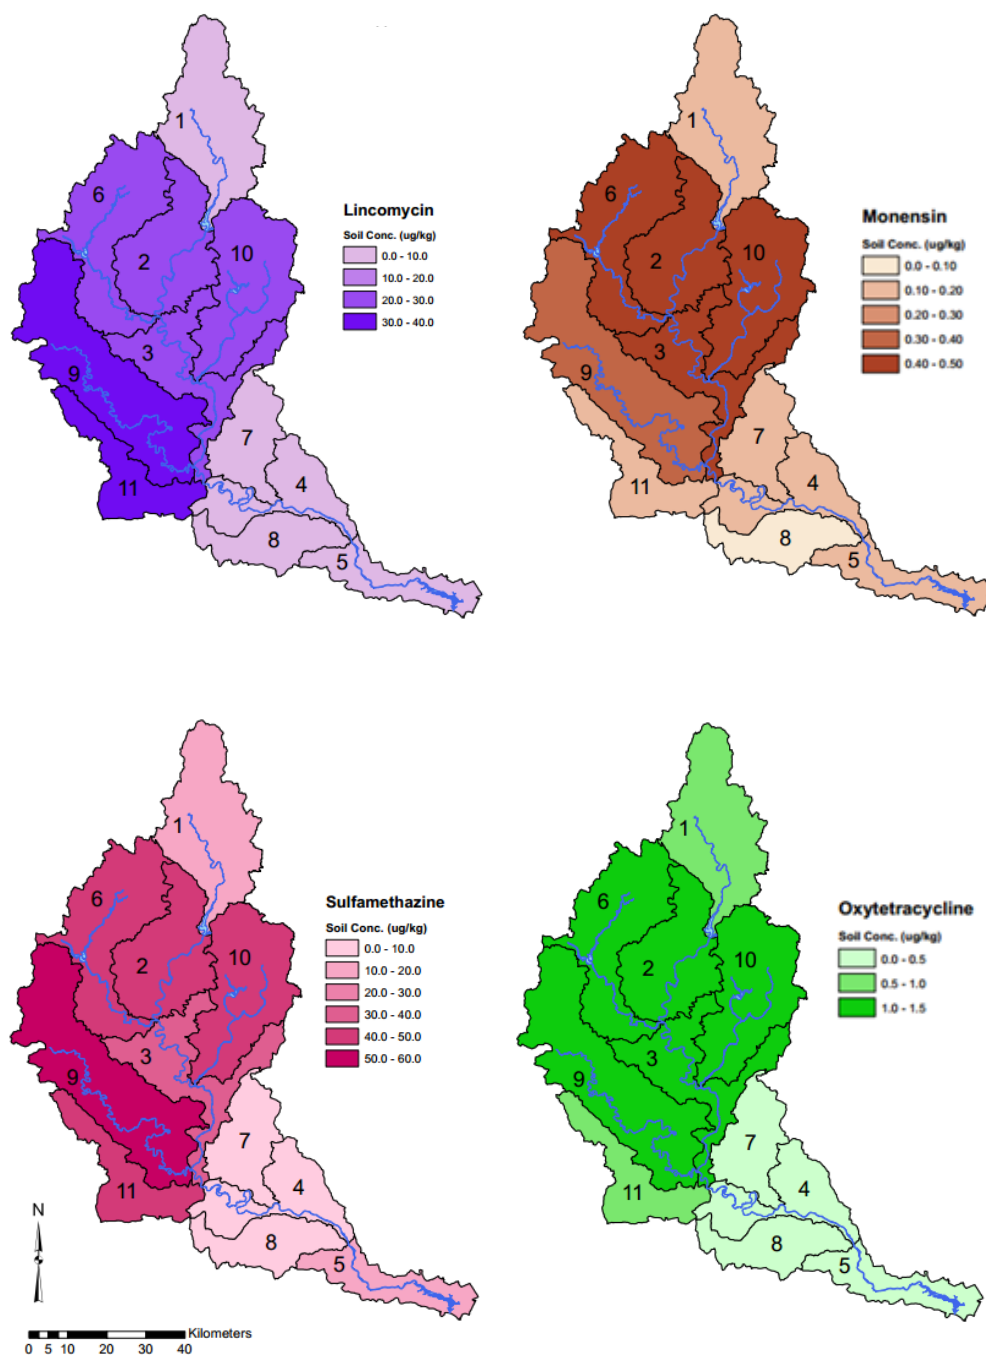 1
6
10
2
3
9
7
11
4
8
5
Lincomycin
Soil Conc. (ug/kg)
0.0 - 10.0
10.0 - 20.0
20.0 - 30.0
30.0 - 40.0
1
6
10
2
3
9
7
11
4
8
5
Monensin
Soil Conc. (ug/kg)
0.0 - 0.10
0.10 - 0.20
0.20 - 0.30
0.30 - 0.40
0.40 - 0.50
1
6
10
2
3
9
7
11
4
8
5
Sulfamethazine
Soil Conc. (ug/kg)
0.0 - 10.0
10.0 - 20.0
20.0 - 30.0
30.0 - 40.0
40.0 - 50.0
50.0 - 60.0
N
Kilometers
0 5 10 20 30 40
1
6
10
2
3
9
7
11
4
8
5
Oxytetracycline
Soil Conc. (ug/kg)
0.0 - 0.5
0.5 - 1.0
1.0 - 1.5